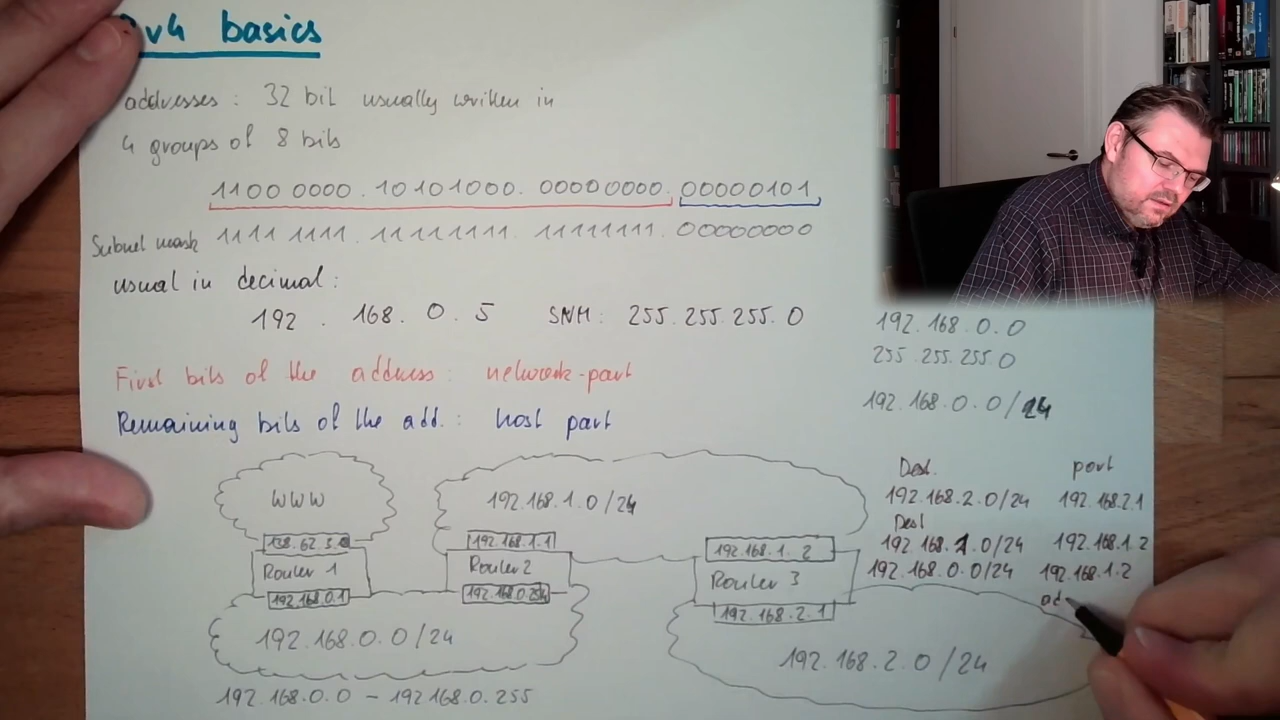 Pv4 basics
addresses : 32 bit usually written in
4 groups of 8 bits
1100 0000 . 10101000. 00000000. 00000101
Subnet mask 1111 1111. 11111111. 11111111. 00000000
usual in decimal :
192 . 168. 0. 5 SNM : 255. 255. 255. 0
192. 168. 0. 0
255. 255. 255. 0
First bits of the address : network-part
192. 168. 0. 0/24
Remaining bits of the add. : host part
WWW
192.168.1.0/24
Dest. port
192.168.2.0/24 192.168.2.1
Dest
192.168.1.0/24 192.168.1.2
192.168.0.0/24 192.168.1.2
ad
192.168.1.1
192.168.1. 2
Router 1
Router 2
Router 3
192.168.0.1
192.168.0.254
192.168.2.1
192.168.0.0/24
192.168.2.0/24
192.168.0.0 - 192.168.0.255